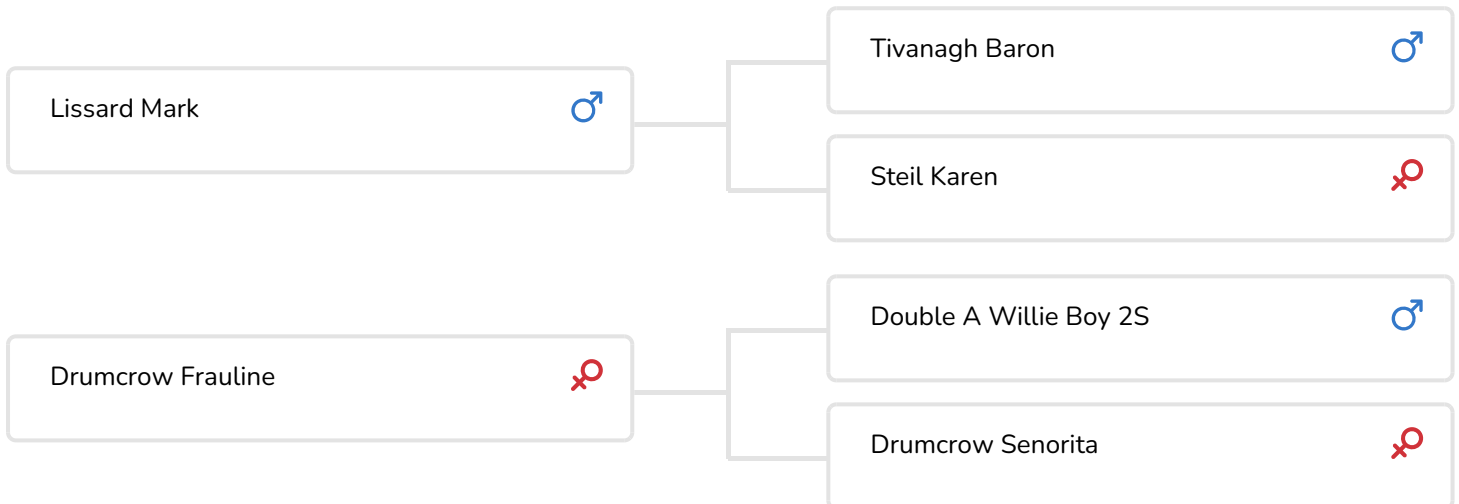 Tivanagh Baron
Lissard Mark
Steil Karen
Double A Willie Boy 2S
Drumcrow Frauline
Drumcrow Senorita